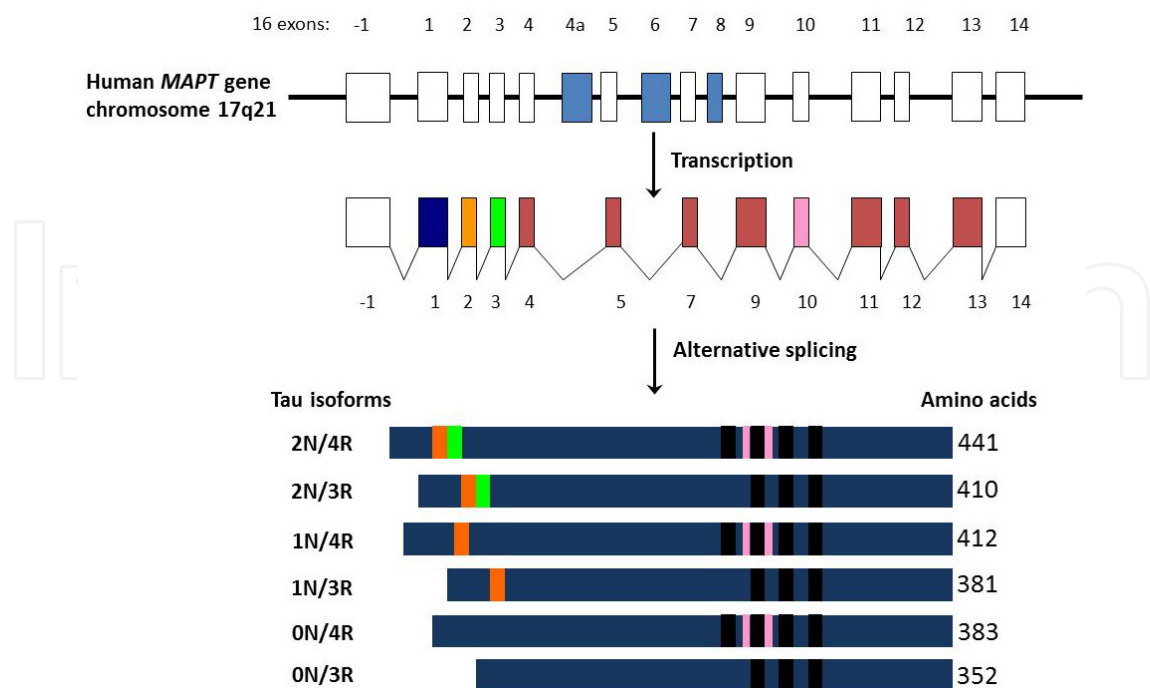 16 exons: -1 1 2 3 4 4a 5 6 7 8 9 10 11 12 13 14
Human MAPT gene
chromosome 17q21
Transcription
-1 1 2 3 4 5 7 9 10 11 12 13 14
Alternative splicing
Tau isoforms Amino acids
2N/4R 441
2N/3R 410
1N/4R 412
1N/3R 381
0N/4R 383
0N/3R 352